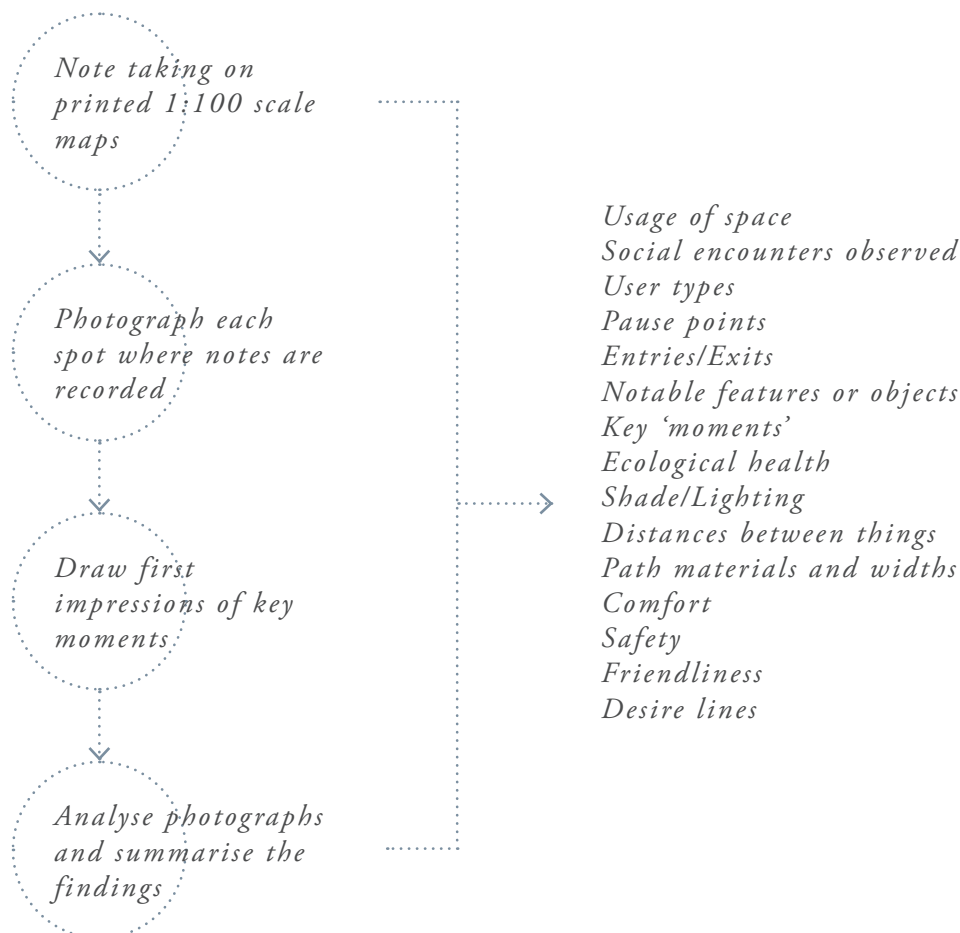 Note taking on
printed 1:100 scale
maps
Photograph each
spot where notes are
recorded
Draw first
impressions of key
moments
Analyse photographs
and summarise the
findings
Usage of space
Social encounters observed
User types
Pause points
Entries/Exits
Notable features or objects
Key ‘moments’
Ecological health
Shade/Lighting
Distances between things
Path materials and widths
Comfort
Safety
Friendliness
Desire lines